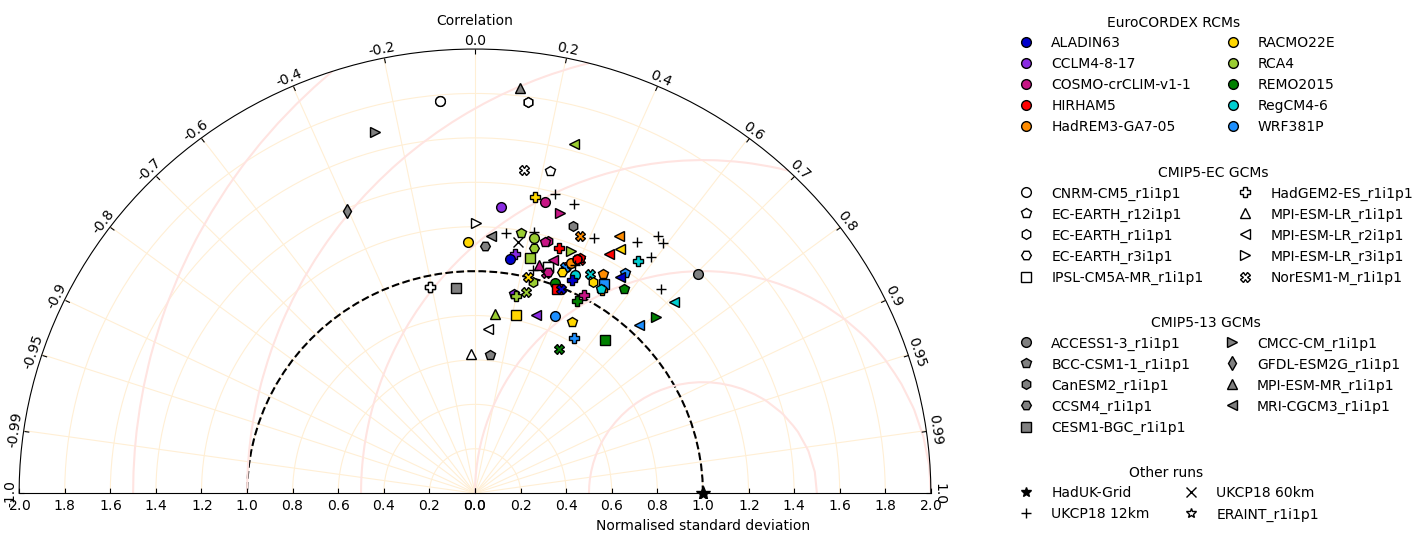 Correlation
-0.99
-0.95
-0.9
-0.8
-0.7
-0.6
-0.4
-0.2
0.0
0.2
0.4
0.6
0.7
0.8
0.9
0.95
0.99
1.0
1.0
2.0 1.8 1.6 1.4 1.2 1.0 0.8 0.6 0.4 0.2 0.0 0.2 0.4 0.6 0.8 1.0 1.2 1.4 1.6 1.8 2.0
Normalised standard deviation
EuroCORDEX RCMs
ALADIN63
CCLM4-8-17
COSMO-crCLIM-v1-1
HIRHAM5
HadREM3-GA7-05
RACMO22E
RCA4
REMO2015
RegCM4-6
WRF381P
CMIP5-EC GCMs
CNRM-CM5_r1i1p1
EC-EARTH_r12i1p1
EC-EARTH_r1i1p1
EC-EARTH_r3i1p1
IPSL-CM5A-MR_r1i1p1
HadGEM2-ES_r1i1p1
MPI-ESM-LR_r1i1p1
MPI-ESM-LR_r2i1p1
MPI-ESM-LR_r3i1p1
NorESM1-M_r1i1p1
CMIP5-13 GCMs
ACCESS1-3_r1i1p1
BCC-CSM1-1_r1i1p1
CanESM2_r1i1p1
CCSM4_r1i1p1
CESM1-BGC_r1i1p1
CMCC-CM_r1i1p1
GFDL-ESM2G_r1i1p1
MPI-ESM-MR_r1i1p1
MRI-CGCM3_r1i1p1
Other runs
HadUK-Grid
UKCP18 12km
UKCP18 60km
ERAINT_r1i1p1